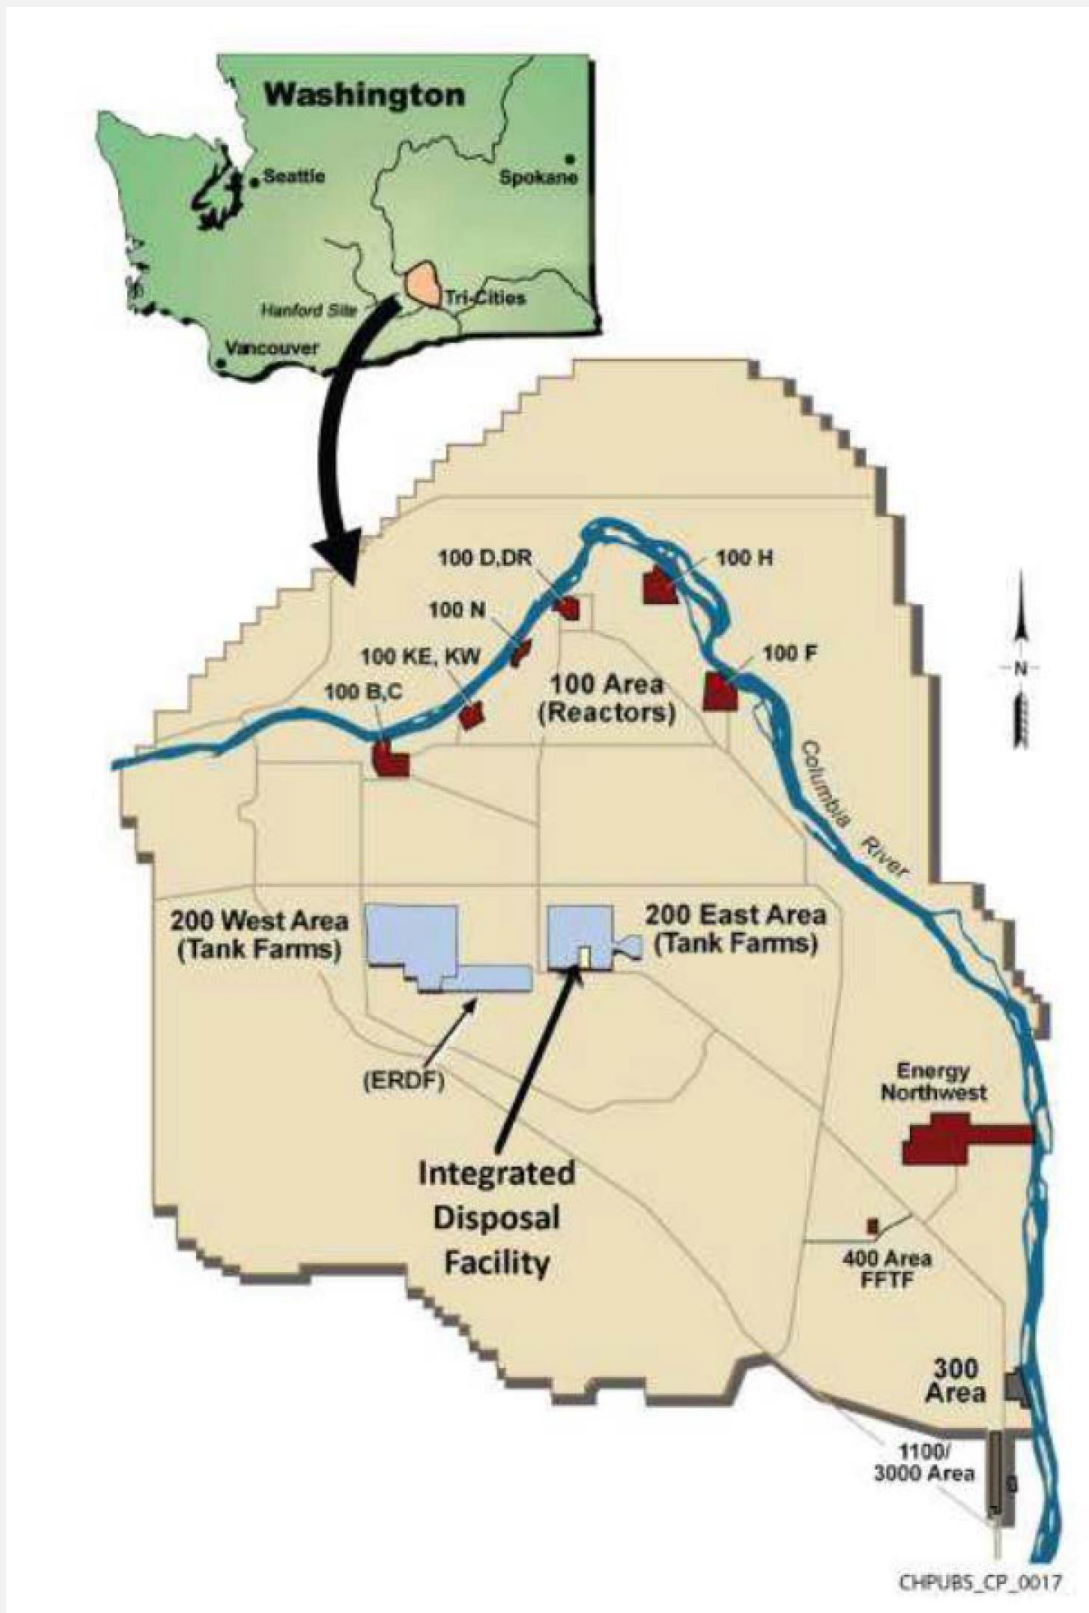 Washington
Seattle
Spokane
Hanford Site
Tri-Cities
Vancouver
100 D,DR
100 H
100 N
100 KE, KW
100 F
100 B,C
100 Area
(Reactors)
N
Columbia River
200 West Area
(Tank Farms)
200 East Area
(Tank Farms)
(ERDF)
Energy
Northwest
Integrated
Disposal
Facility
400 Area
FFTF
300
Area
1100/
3000 Area
CHPUBS_CP_0017